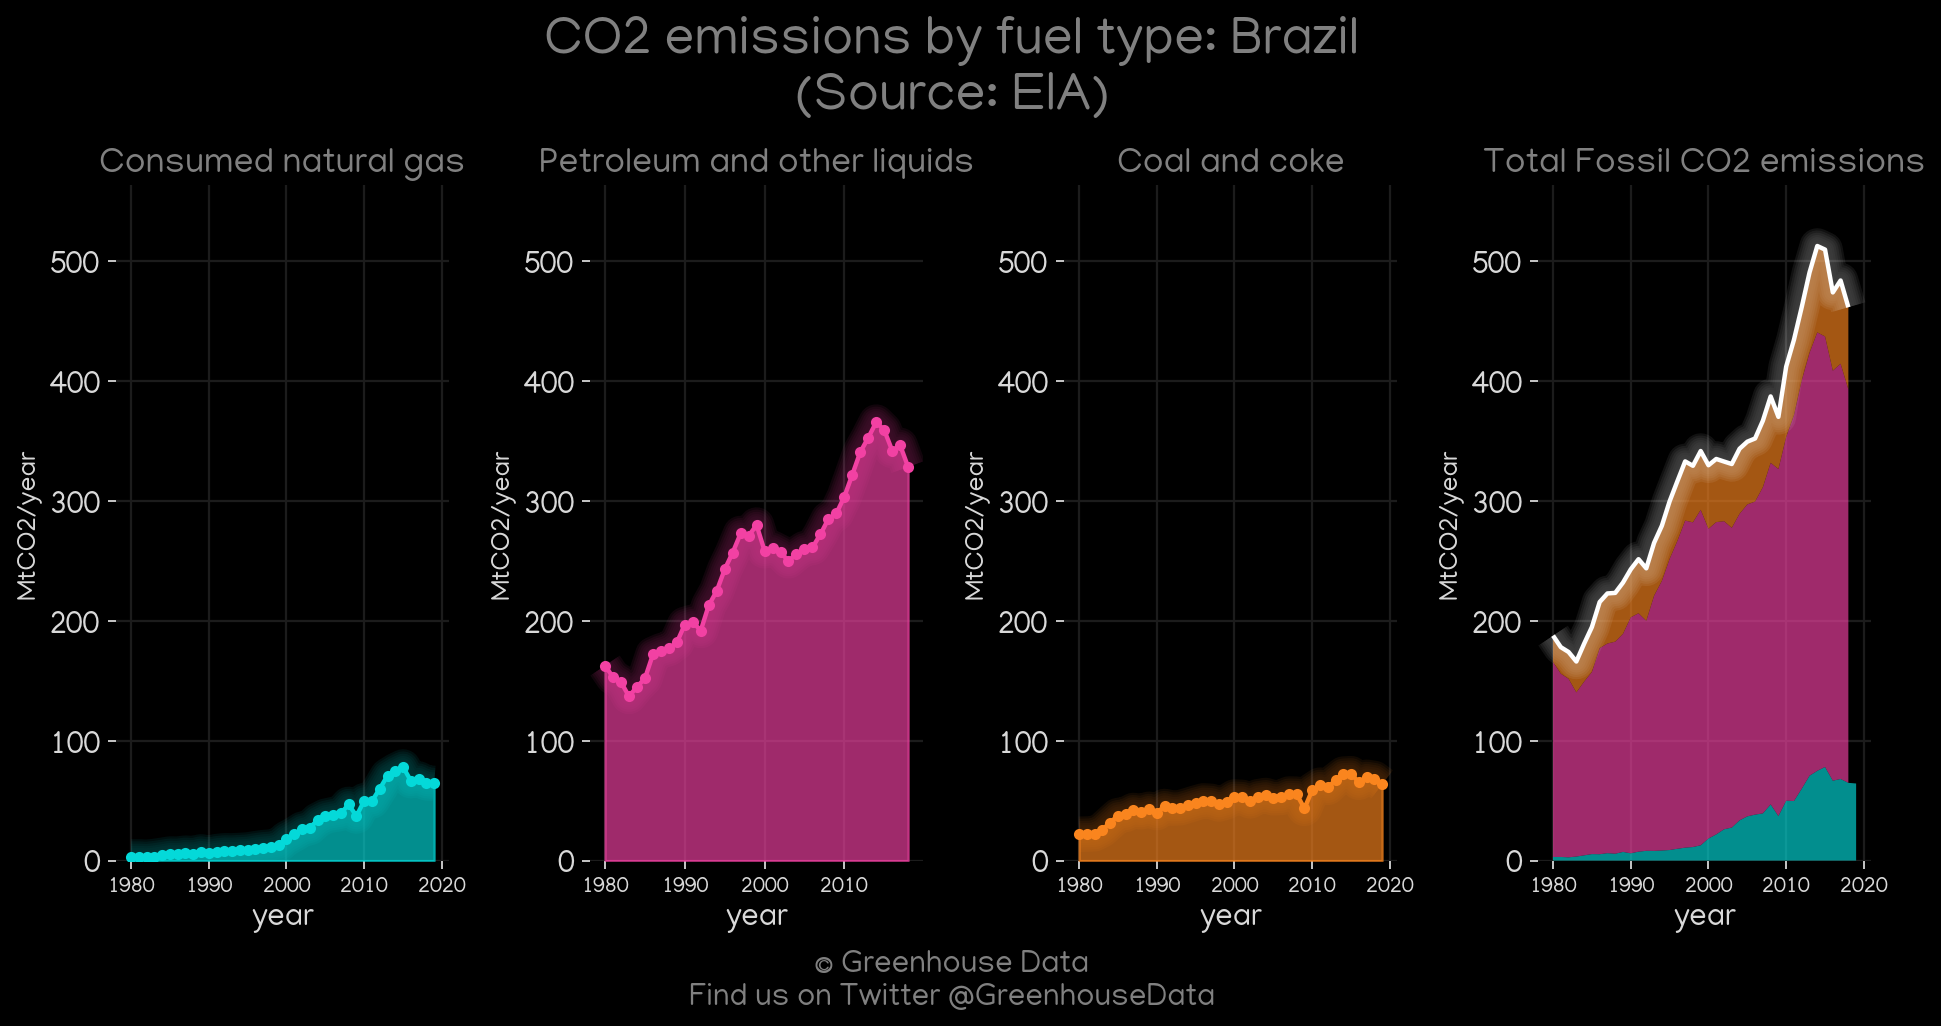 CO2 emissions by fuel type: Brazil
(Source: EIA)
Consumed natural gas
Petroleum and other liquids
Coal and coke
Total Fossil CO2 emissions
MtCO2/year
500
400
300
200
100
0
1980 1990 2000 2010 2020
year
MtCO2/year
500
400
300
200
100
0
1980 1990 2000 2010
year
MtCO2/year
500
400
300
200
100
0
1980 1990 2000 2010 2020
year
MtCO2/year
500
400
300
200
100
0
1980 1990 2000 2010 2020
year
© Greenhouse Data
Find us on Twitter @GreenhouseData